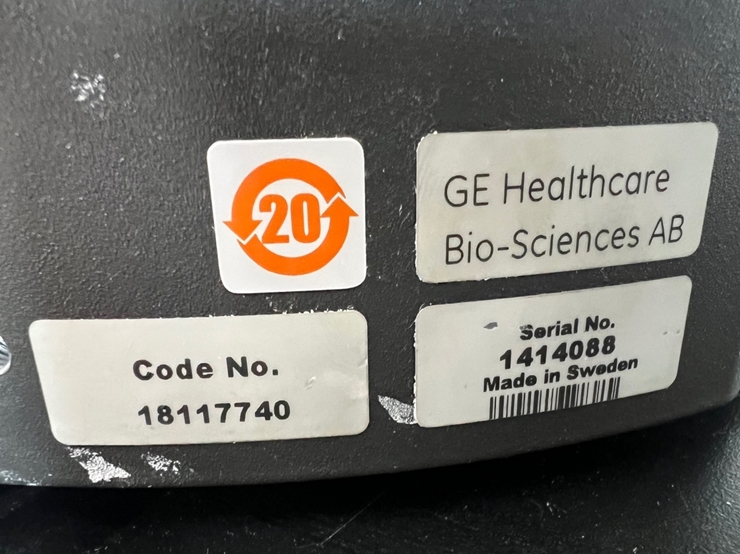 20
GE Healthcare
Bio-Sciences AB
Code No.
18117740
Serial No.
1414088
Made in Sweden